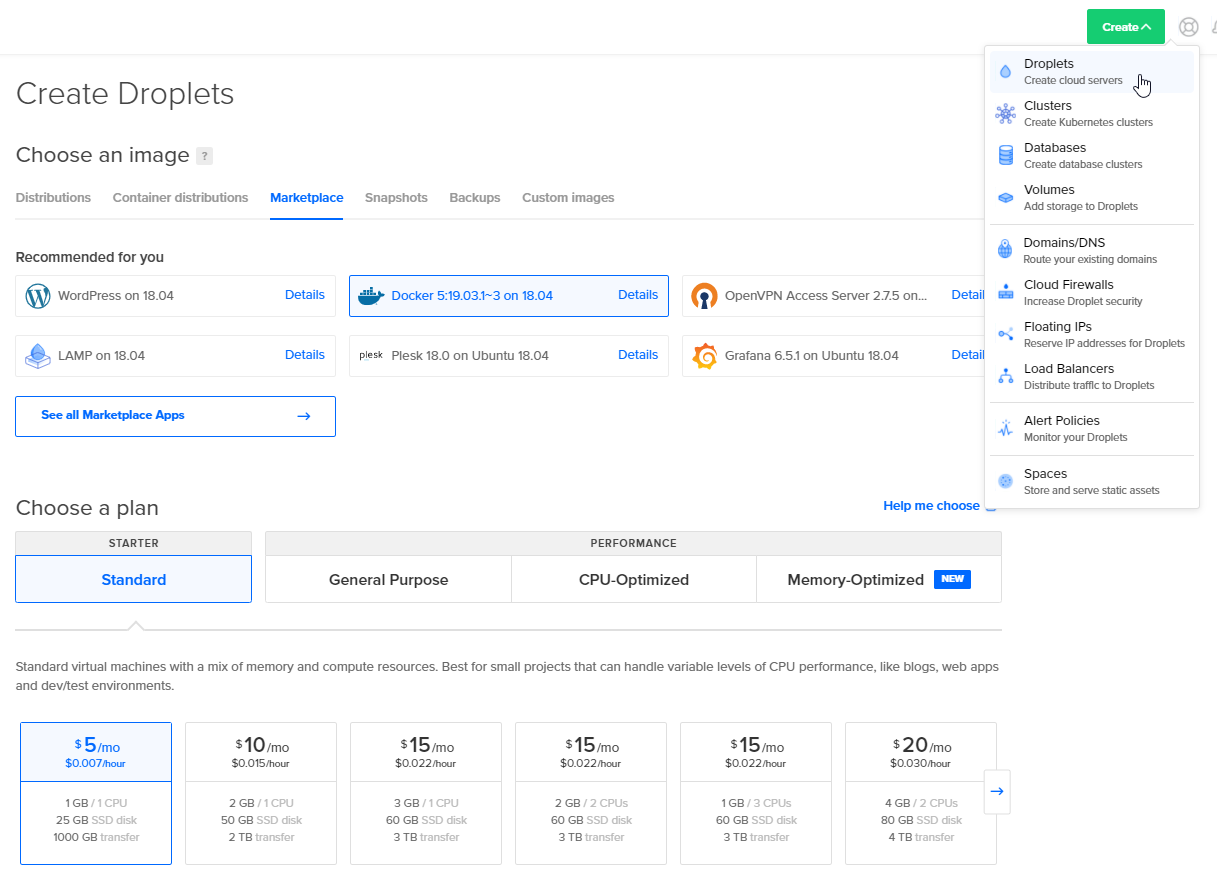 Create
Create Droplets
Droplets
Create cloud servers
Clusters
Create Kubernetes clusters
Databases
Create database clusters
Volumes
Add storage to Droplets
Domains/DNS
Route your existing domains
Cloud Firewalls
Increase Droplet security
Floating IPs
Reserve IP addresses for Droplets
Load Balancers
Distribute traffic to Droplets
Alert Policies
Monitor your Droplets
Spaces
Store and serve static assets
Choose an image ?
Distributions Container distributions Marketplace Snapshots Backups Custom images
Recommended for you
WordPress on 18.04 Details
Docker 5:19.03.1~3 on 18.04 Details
OpenVPN Access Server 2.7.5 on... Detail
LAMP on 18.04 Details
plesk Plesk 18.0 on Ubuntu 18.04 Details
Grafana 6.5.1 on Ubuntu 18.04 Detail
See all Marketplace Apps →
Choose a plan
Help me choose
STARTER
Standard
PERFORMANCE
General Purpose CPU-Optimized Memory-Optimized NEW
Standard virtual machines with a mix of memory and compute resources. Best for small projects that can handle variable levels of CPU performance, like blogs, web apps
and dev/test environments.
$5/mo
$0.007/hour
1 GB / 1 CPU
25 GB SSD disk
1000 GB transfer
$10/mo
$0.015/hour
2 GB / 1 CPU
50 GB SSD disk
2 TB transfer
$15/mo
$0.022/hour
3 GB / 1 CPU
60 GB SSD disk
3 TB transfer
$15/mo
$0.022/hour
2 GB / 2 CPUs
60 GB SSD disk
3 TB transfer
$15/mo
$0.022/hour
1 GB / 3 CPUs
60 GB SSD disk
3 TB transfer
$20/mo
$0.030/hour
4 GB / 2 CPUs
80 GB SSD disk
4 TB transfer
→